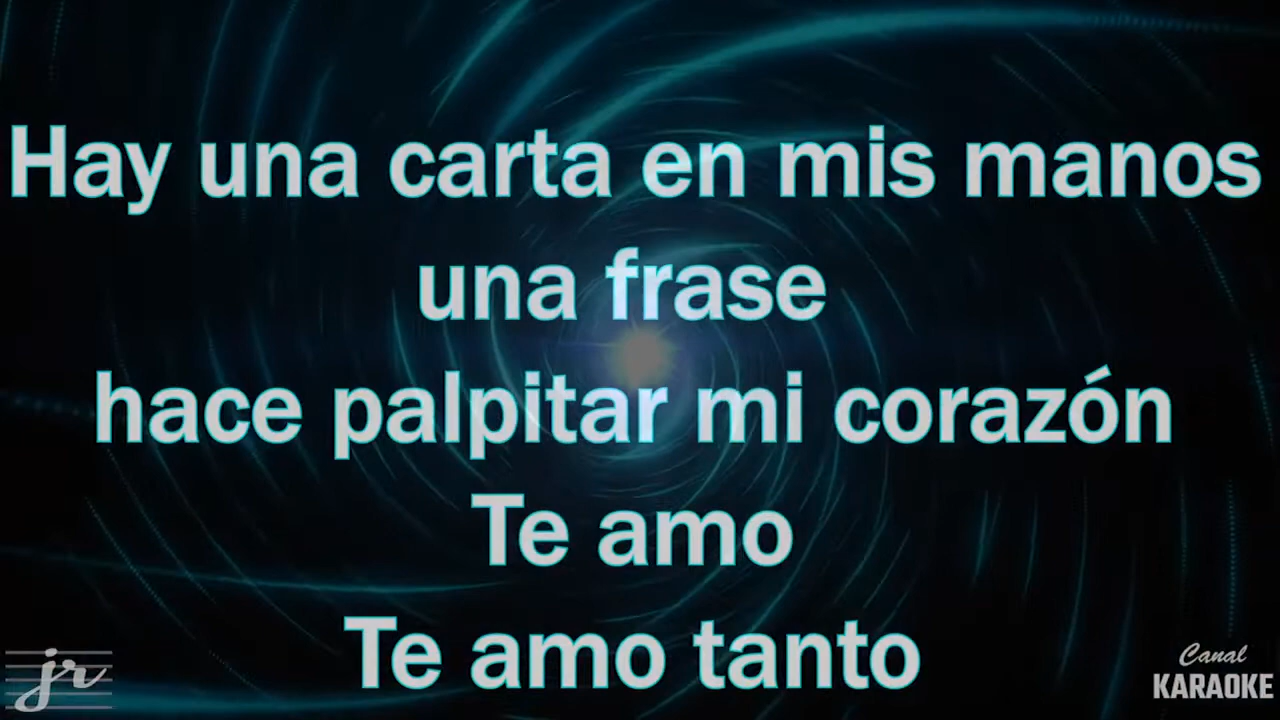 Hay una carta en mis manos
una frase
hace palpitar mi corazón
Te amo
Te amo tanto
jr
Canal
KARAOKE